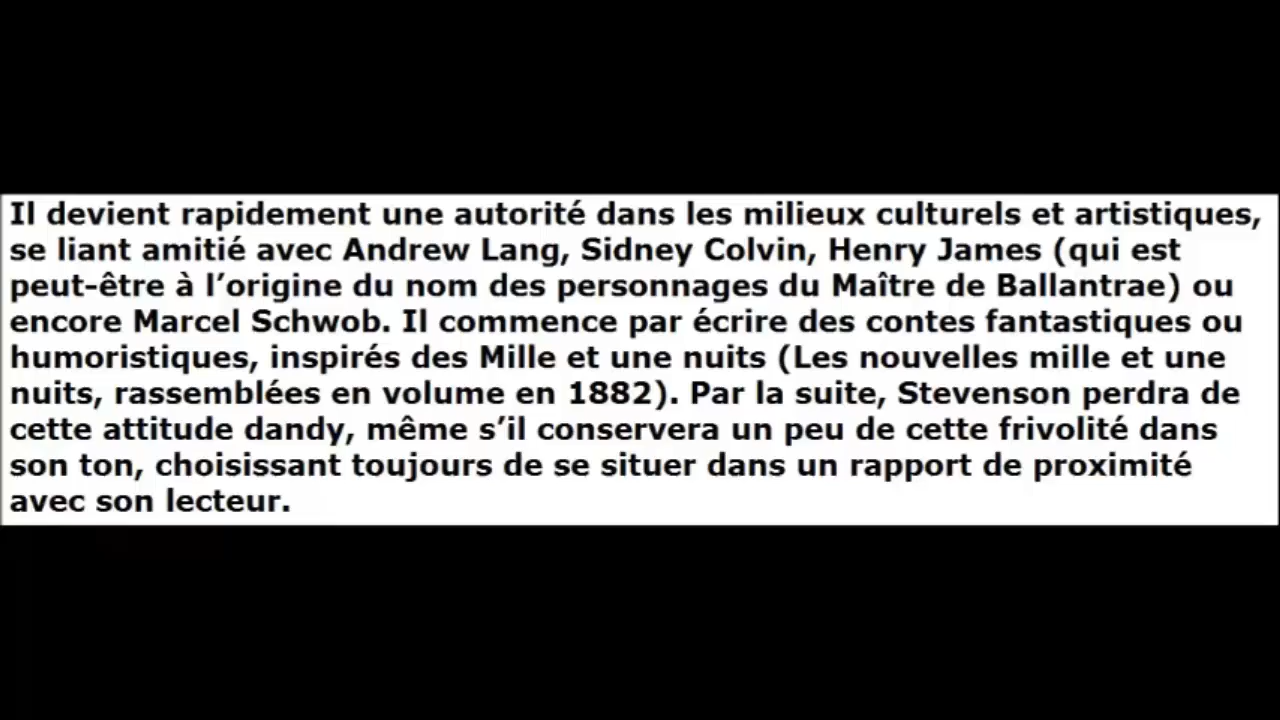 Il devient rapidement une autorité dans les milieux culturels et artistiques,
se liant amitié avec Andrew Lang, Sidney Colvin, Henry James (qui est
peut-être à l’origine du nom des personnages du Maître de Ballantrae) ou
encore Marcel Schwob. Il commence par écrire des contes fantastiques ou
humoristiques, inspirés des Mille et une nuits (Les nouvelles mille et une
nuits, rassemblées en volume en 1882). Par la suite, Stevenson perdra de
cette attitude dandy, même s’il conservera un peu de cette frivolité dans
son ton, choisissant toujours de se situer dans un rapport de proximité
avec son lecteur.